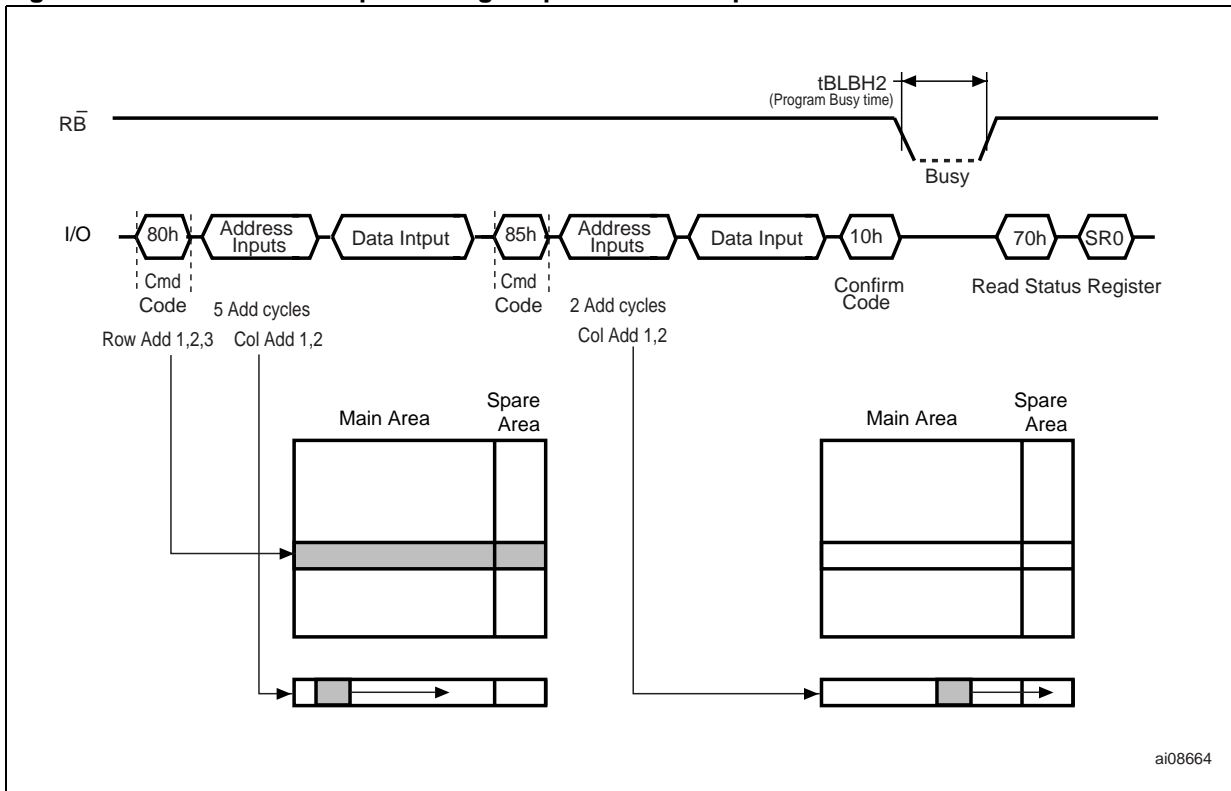 tBLBH2
(Program Busy time)
RB
Busy
I/O
80h
Address
Inputs
Data Intput
85h
Address
Inputs
Data Input
10h
70h
SR0
Cmd
Code
Cmd
Code
Confirm
Code
Read Status Register
5 Add cycles
2 Add cycles
Row Add 1,2,3
Col Add 1,2
Col Add 1,2
Main Area
Spare
Area
Main Area
Spare
Area
ai08664